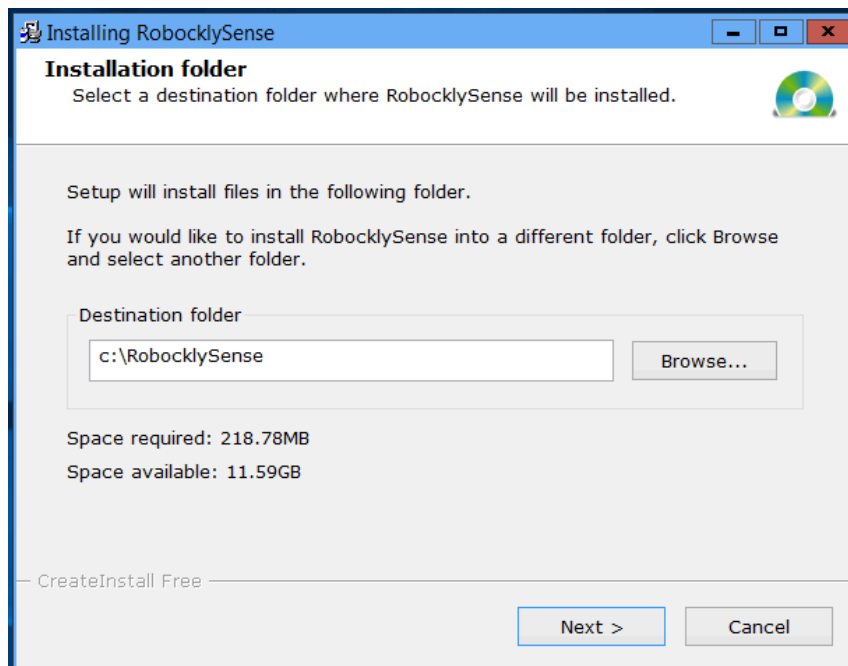 Installing RobocklySense
Installation folder
Select a destination folder where RobocklySense will be installed.
Setup will install files in the following folder.
If you would like to install RobocklySense into a different folder, click Browse
and select another folder.
Destination folder
c:\RobocklySense
Browse...
Space required: 218.78MB
Space available: 11.59GB
CreateInstall Free
Next >
Cancel